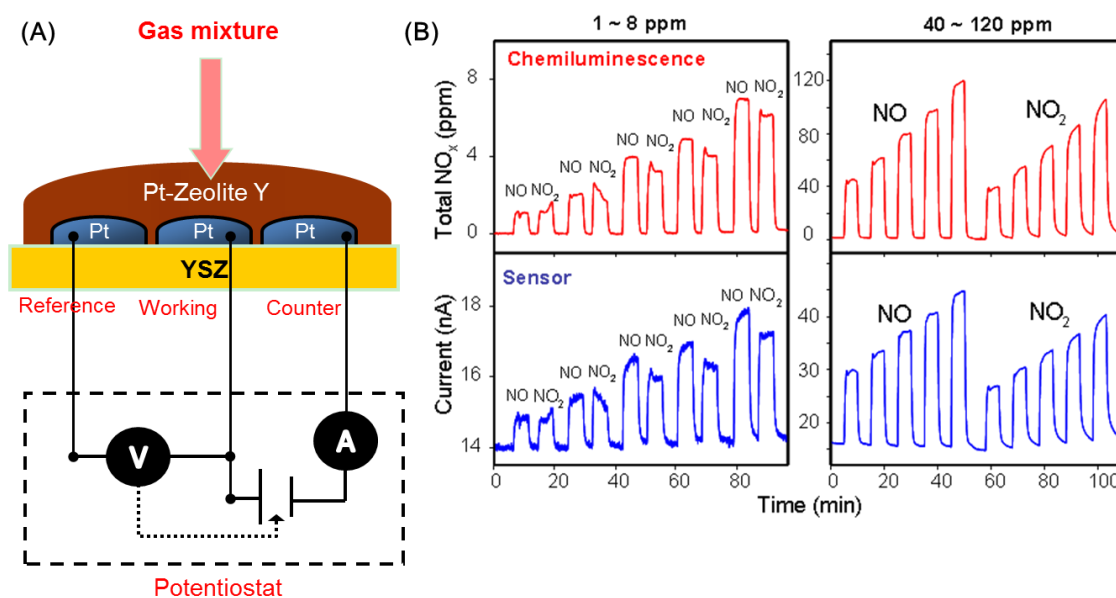 (A)
Gas mixture
Pt-Zeolite Y
Pt Pt Pt
YSZ
Reference Working Counter
V
A
Potentiostat
(B)
1 ~ 8 ppm
40 ~ 120 ppm
Chemiluminescence
Total NOx (ppm)
8
4
0
NO NO2 NO NO2 NO NO2 NO NO2 NO NO2
120
80
40
0
NO NO2
Sensor
Current (nA)
18
16
14
NO NO2 NO NO2 NO NO2 NO NO2 NO NO2
40
30
20
NO NO2
0 20 40 60 80
0 20 40 60 80 100
Time (min)